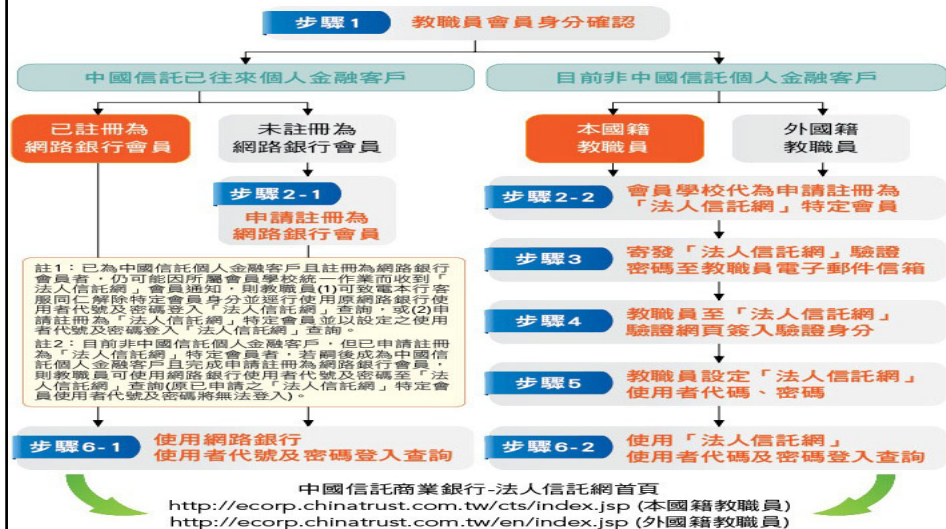 步驟1 教職員會員身分確認
中國信託已往來個人金融客戶
目前非中國信託個人金融客戶
已註冊為
網路銀行會員
未註冊為
網路銀行會員
本國籍
教職員
外國籍
教職員
步驟2-1
申請註冊為
網路銀行會員
步驟2-2 會員學校代為申請註冊為
「法人信託網」特定會員
步驟3 寄發「法人信託網」驗證
密碼至教職員電子郵件信箱
步驟4 教職員至「法人信託網」
驗證網頁簽入驗證身分
步驟5 教職員設定「法人信託網」
使用者代碼、密碼
註1：已為中國信託個人金融客戶且註冊為網路銀行
會員者，仍可能因所屬會員學校統一作業而收到「
法人信託網」會員通知，則教職員(1)可致電本行客
服同仁解除特定會員身分並逕行使用原網路銀行使
用者代號及密碼登入「法人信託網」查詢，或(2)申
請註冊為「法人信託網」特定會員並以設定之使用
者代號及密碼登入「法人信託網」查詢。
註2：目前非中國信託個人金融客戶，但已申請註冊
為「法人信託網」特定會員者，若嗣後成為中國信
託個人金融客戶且完成申請註冊為網路銀行會員，
則教職員可使用網路銀行使用者代號及密碼至「法
人信託網」查詢(原已申請之「法人信託網」特定會
員使用者代號及密碼將無法登入)。
步驟6-1 使用網路銀行
使用者代號及密碼登入查詢
步驟6-2 使用「法人信託網」
使用者代碼及密碼登入查詢
中國信託商業銀行-法人信託網首頁
http://ecorp.chinatrust.com.tw/cts/index.jsp (本國籍教職員)
http://ecorp.chinatrust.com.tw/en/index.jsp (外國籍教職員)